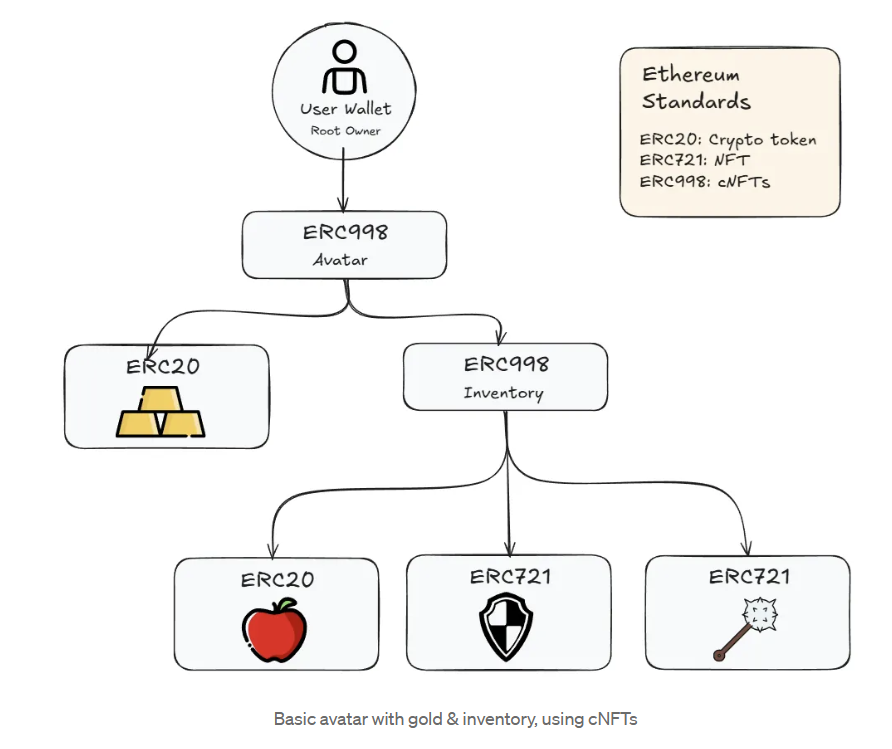 User Wallet
Root Owner
Ethereum
Standards
ERC20: Crypto token
ERC721: NFT
ERC998: cNFTs
ERC998
Avatar
ERC20
ERC998
Inventory
ERC20
ERC721
ERC721
Basic avatar with gold & inventory, using cNFTs